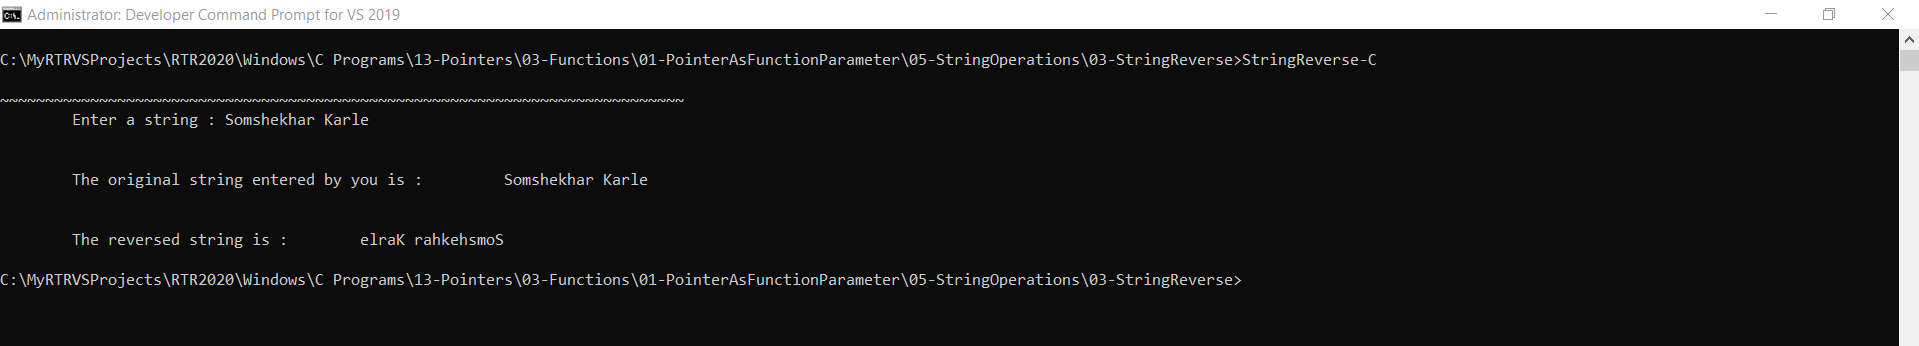 Administrator: Developer Command Prompt for VS 2019
C:\MyRTRVSProjects\RTR2020\Windows\C Programs\13-Pointers\03-Functions\01-PointerAsFunctionParameter\05-StringOperations\03-StringReverse>StringReverse-C
~~~~~~~~~~~~~~~~~~~~~~~~~~~~~~~~~~~~~~~~~~~~~~~~~~~~~~~~~~~~~~~~~~~~~~~~~~~~
Enter a string : Somshekhar Karle
The original string entered by you is :         Somshekhar Karle
The reversed string is :        elraK rahkehsmoS
C:\MyRTRVSProjects\RTR2020\Windows\C Programs\13-Pointers\03-Functions\01-PointerAsFunctionParameter\05-StringOperations\03-StringReverse>